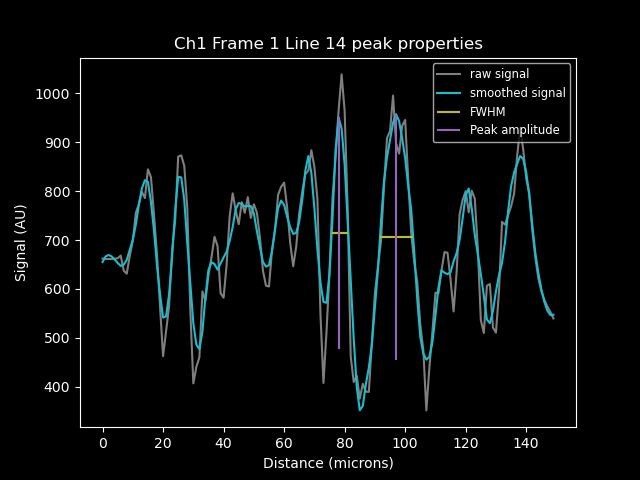 Ch1 Frame 1 Line 14 peak properties
raw signal
smoothed signal
FWHM
Peak amplitude
Signal (AU)
1000
900
800
700
600
500
400
0 20 40 60 80 100 120 140
Distance (microns)